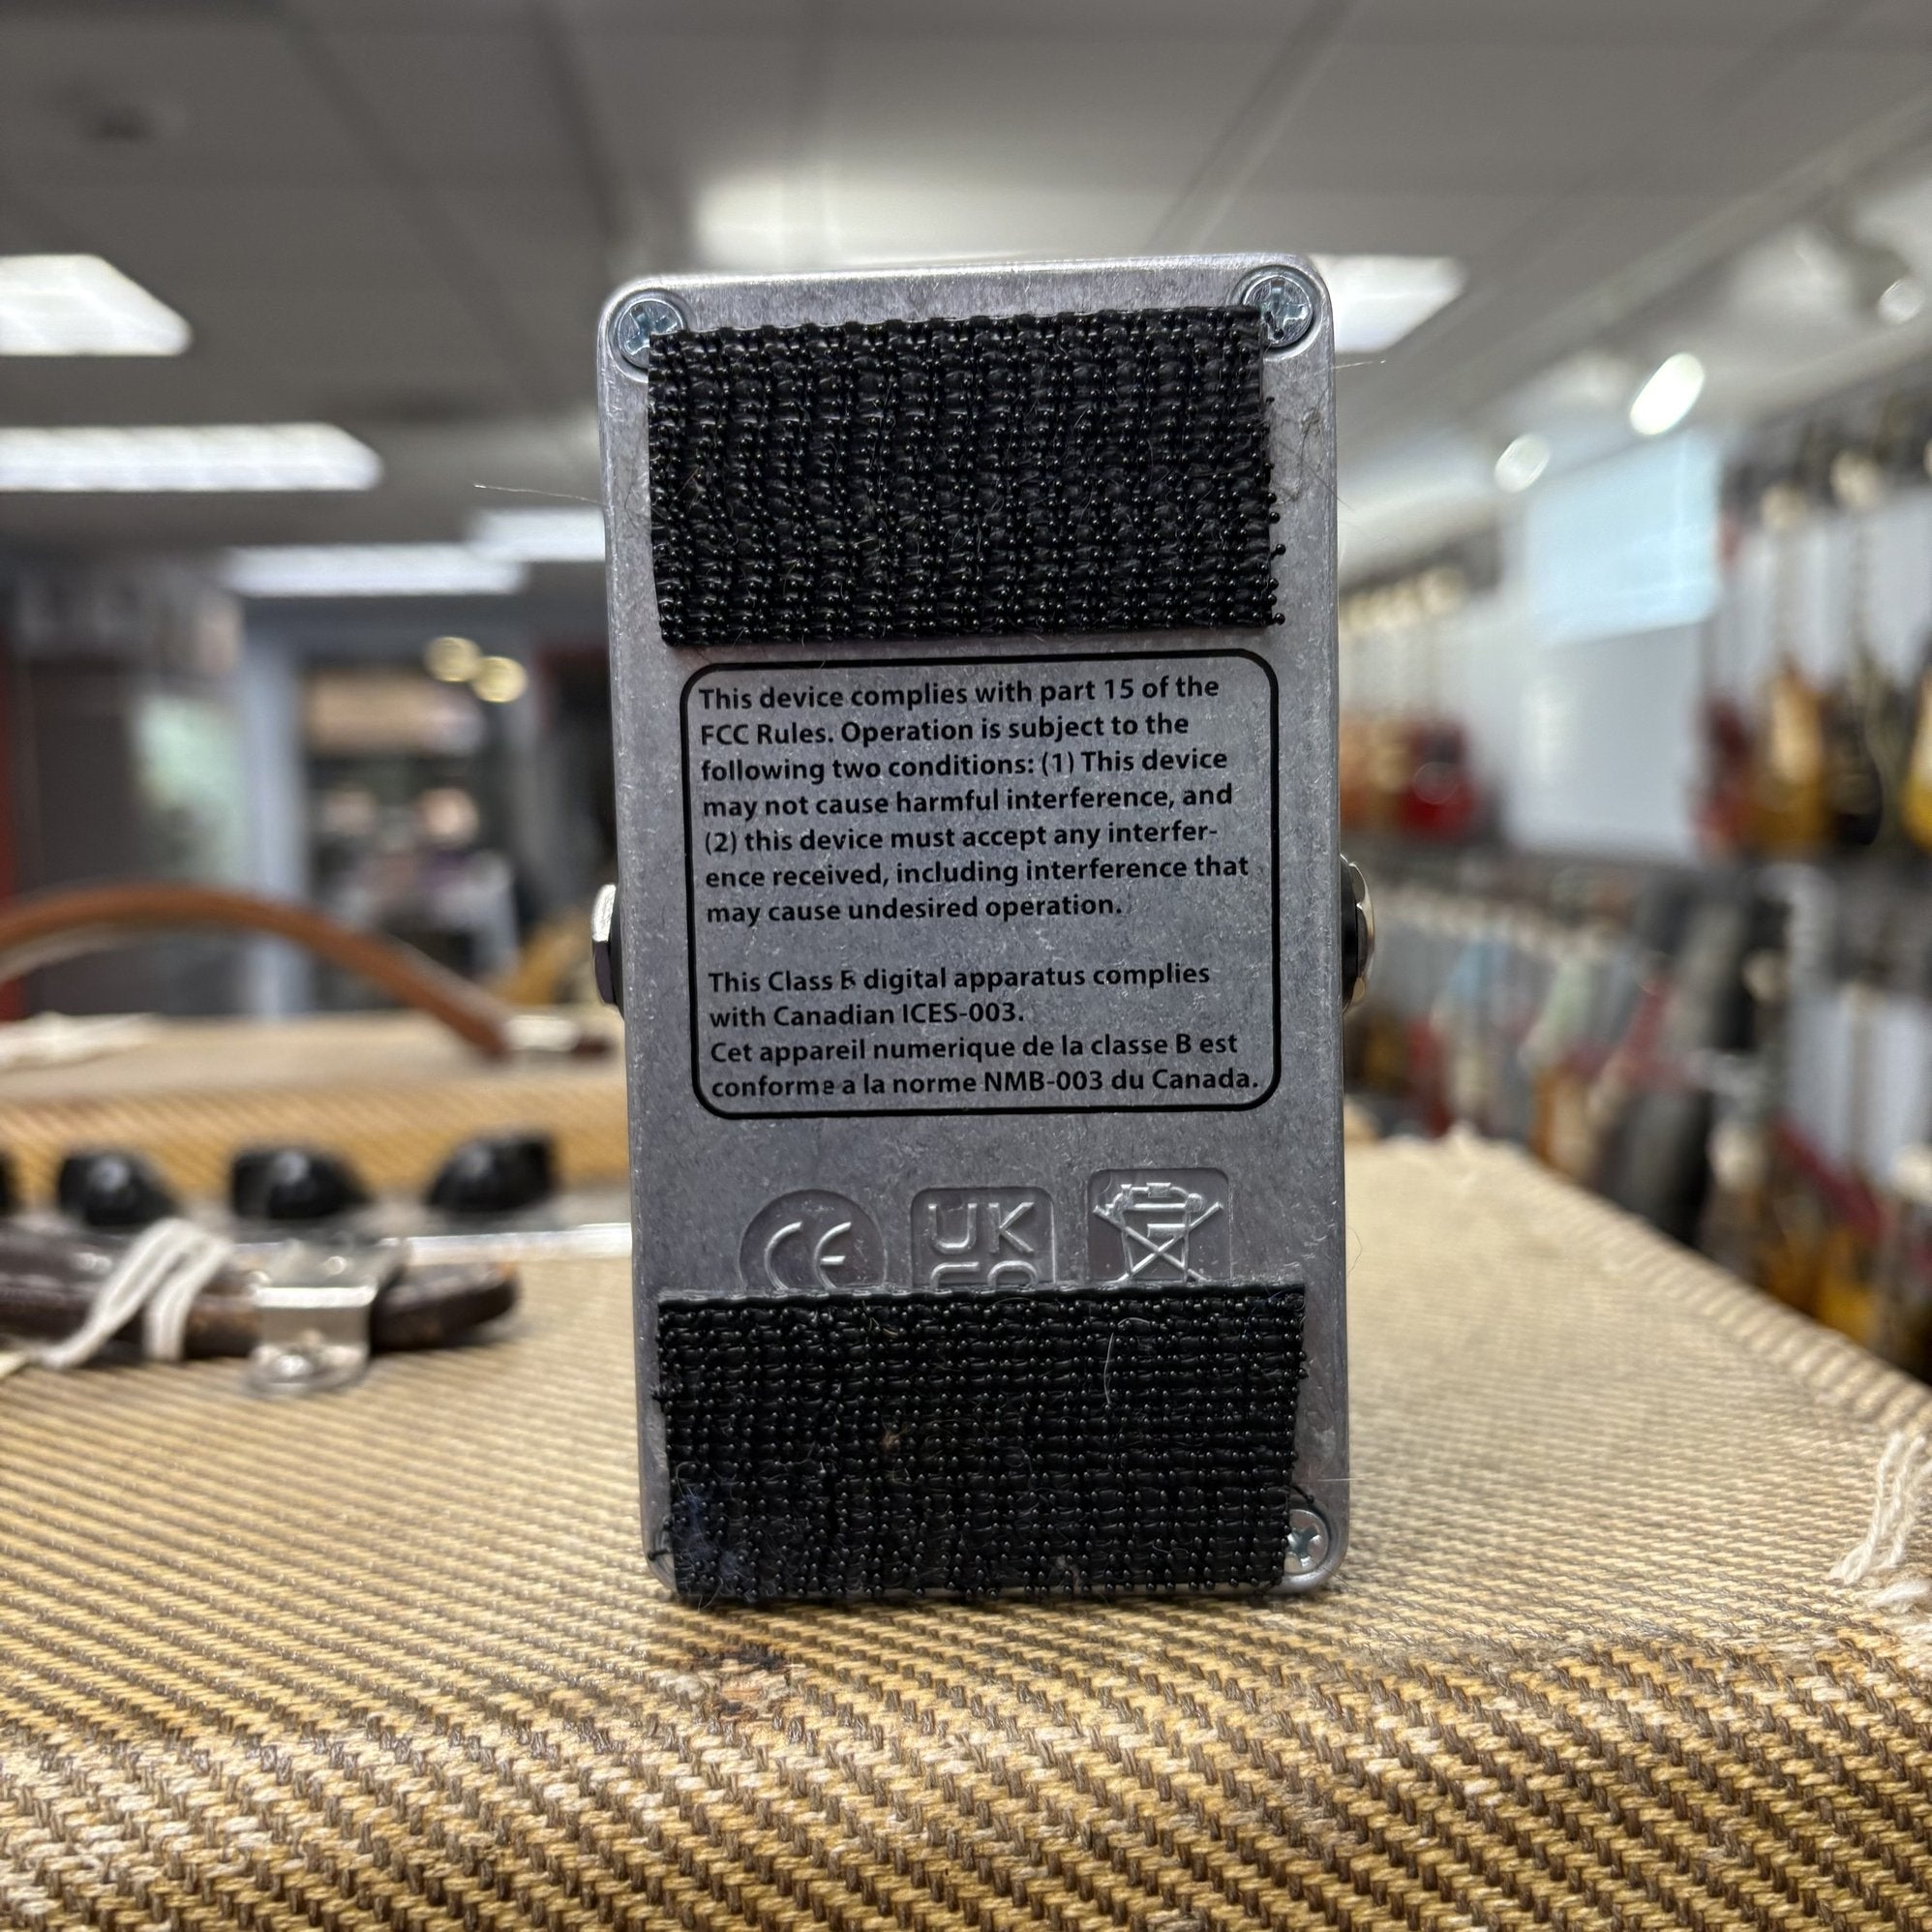 This device complies with part 15 of the
FCC Rules. Operation is subject to the
following two conditions: (1) This device
may not cause harmful interference, and
(2) this device must accept any interfer-
ence received, including interference that
may cause undesired operation.
This Class B digital apparatus complies
with Canadian ICES-003.
Cet appareil numerique de la classe B est
conforme a la norme NMB-003 du Canada.
CE UK